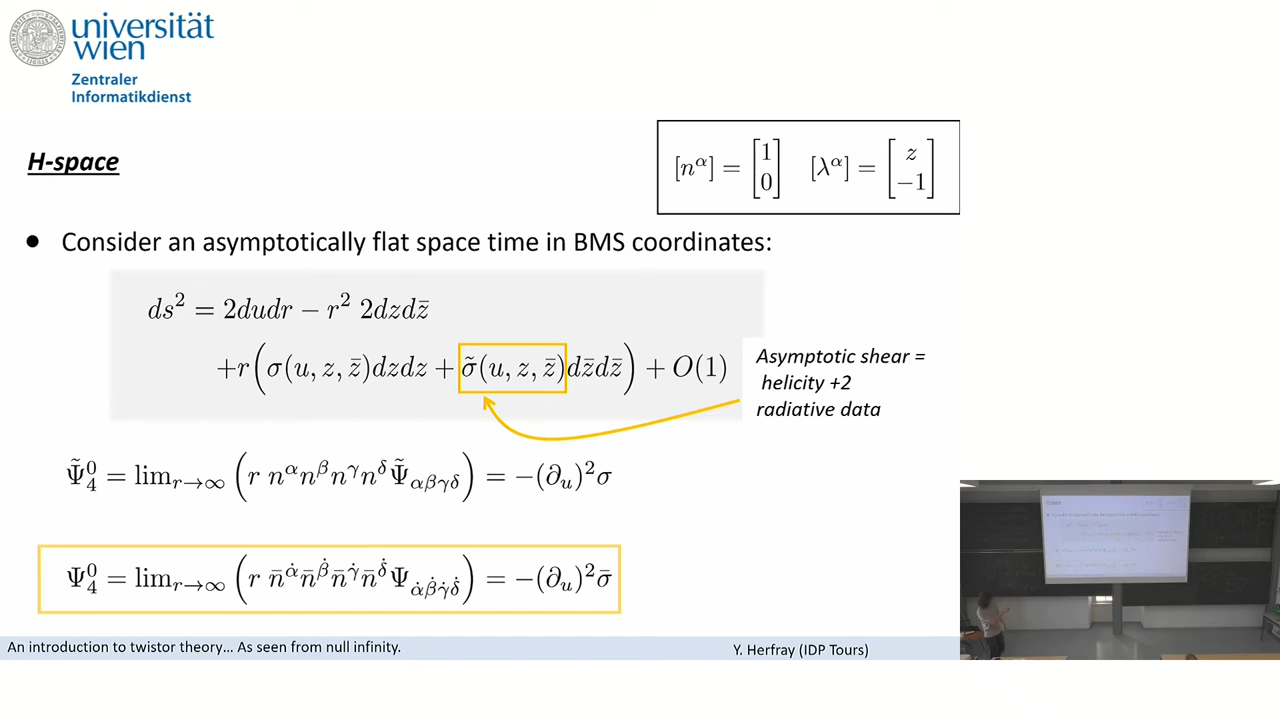 universität
wien
Zentraler
Informatikdienst
H-space
[n^α] = [1 0] [λ^α] = [z −1]
● Consider an asymptotically flat space time in BMS coordinates:
ds² = 2dudr − r² 2dzdz̄
+r(σ(u, z, z̄)dzdz + σ̃(u, z, z̄)dz̄dz̄) + O(1)
Asymptotic shear =
helicity +2
radiative data
Ψ̃₄⁰ = lim_{r→∞} (r n^α n^β n^γ n^δ Ψ̃_{αβγδ}) = −(∂_u)²σ
Ψ₄⁰ = lim_{r→∞} (r n̄^α̇ n̄^β̇ n̄^γ̇ n̄^δ̇ Ψ_{α̇β̇γ̇δ̇}) = −(∂_u)²σ̄
An introduction to twistor theory... As seen from null infinity.
Y. Herfray (IDP Tours)